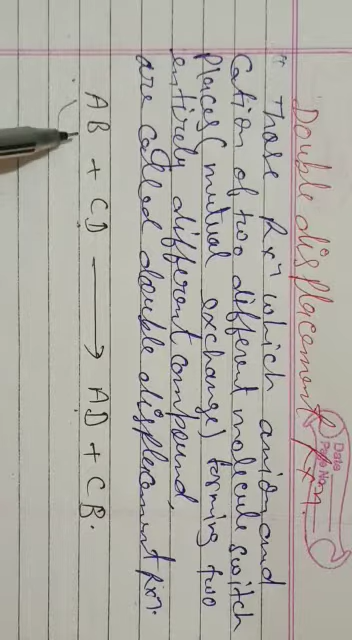 Double displacement Rxn.
Date
Page No.
"Those Rxⁿ which anion and
cation of two different molecule switch
places (mutual exchange) forming two
entirely different compound,
are called double displacement Rxⁿ.
AB + CD ⟶ AD + CB.